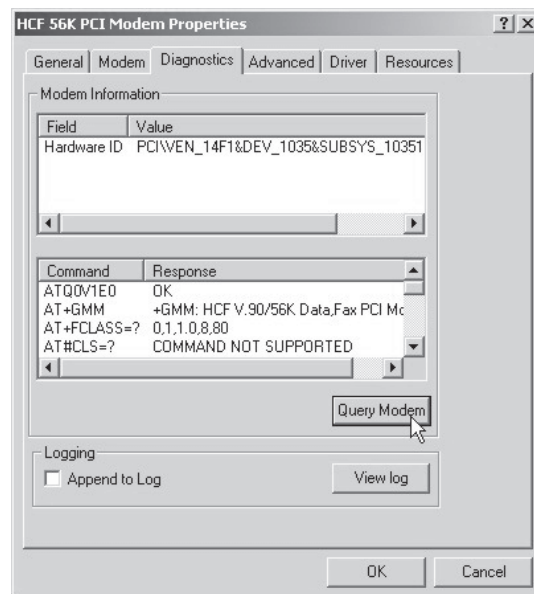 HCF 56K PCI Modem Properties
General Modem Diagnostics Advanced Driver Resources
Modem Information
Field Value
Hardware ID PCI\VEN_14F1&DEV_1035&SUBSYS_10351
Command Response
ATQ0V1E0 OK
AT+GMM +GMM: HCF V.90/56K Data,Fax PCI Mc
AT+FCLASS=? 0,1,1.0,8,80
AT#CLS=? COMMAND NOT SUPPORTED
Query Modem
Logging
Append to Log
View log
OK Cancel